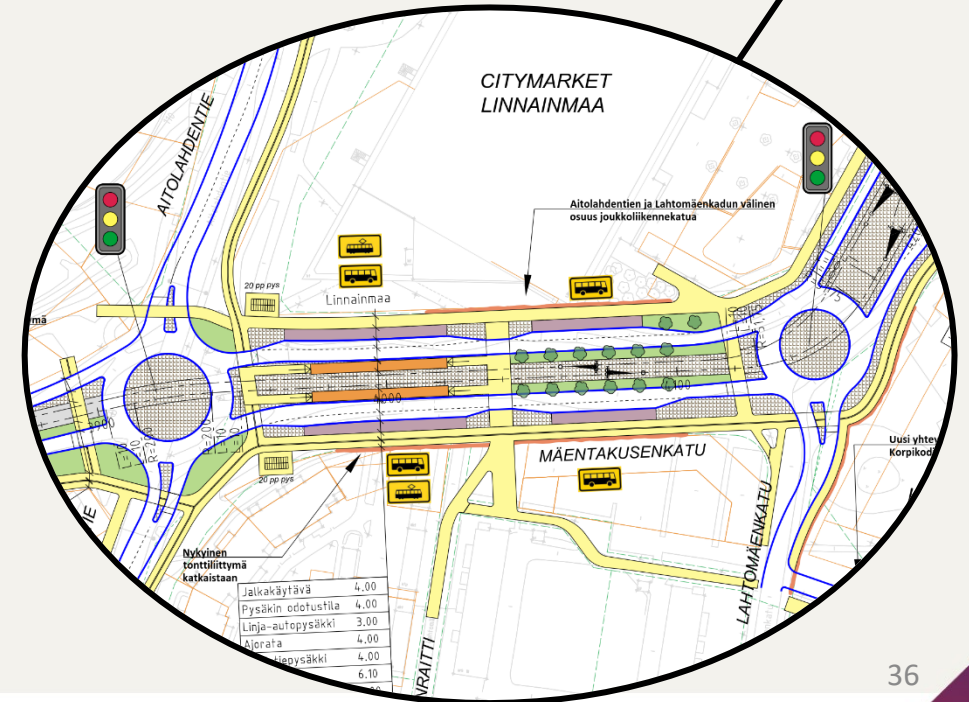 CITYMARKET
LINNAINMAA
AITOLAHDENTIE
Aitolahdentien ja Lahtomäenkadun välinen
osuus joukkoliikennekatua
20 pp pys
Linnainmaa
MÄENTAKUSENKATU
20 pp pys
Uusi
LAHTOMÄENKATU
Nykyinen
tonttiliittymä
katkaistaan
Jalkakäytävä 4.00
Pysäkin odotustila 4.00
Linja-autopysäkki 3.00
Ajorata 4.00
4.00
6.10
36